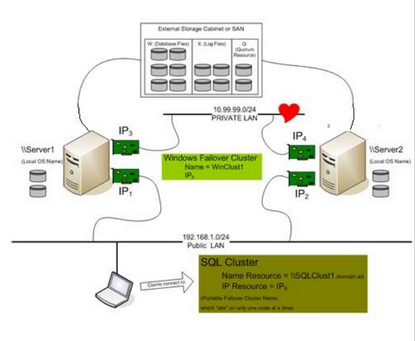 External Storage Cabinet or SAN
W: (Database Files)
X: (Log Files)
Q:
(Quorum
Resource)
10.99.99.0/24
PRIVATE LAN
IP3
IP4
\\Server1
(Local OS Name)
Windows Failover Cluster
Name = WinClust1
\\Server2
(Local OS Name)
IP1
IP2
192.168.1.0/24
Public LAN
Clients connect to
SQL Cluster
Name Resource = \\SQLClust1.domain.ad
IP Resource = IP
(Portable Failover Cluster Name,
which on only one node at a time)